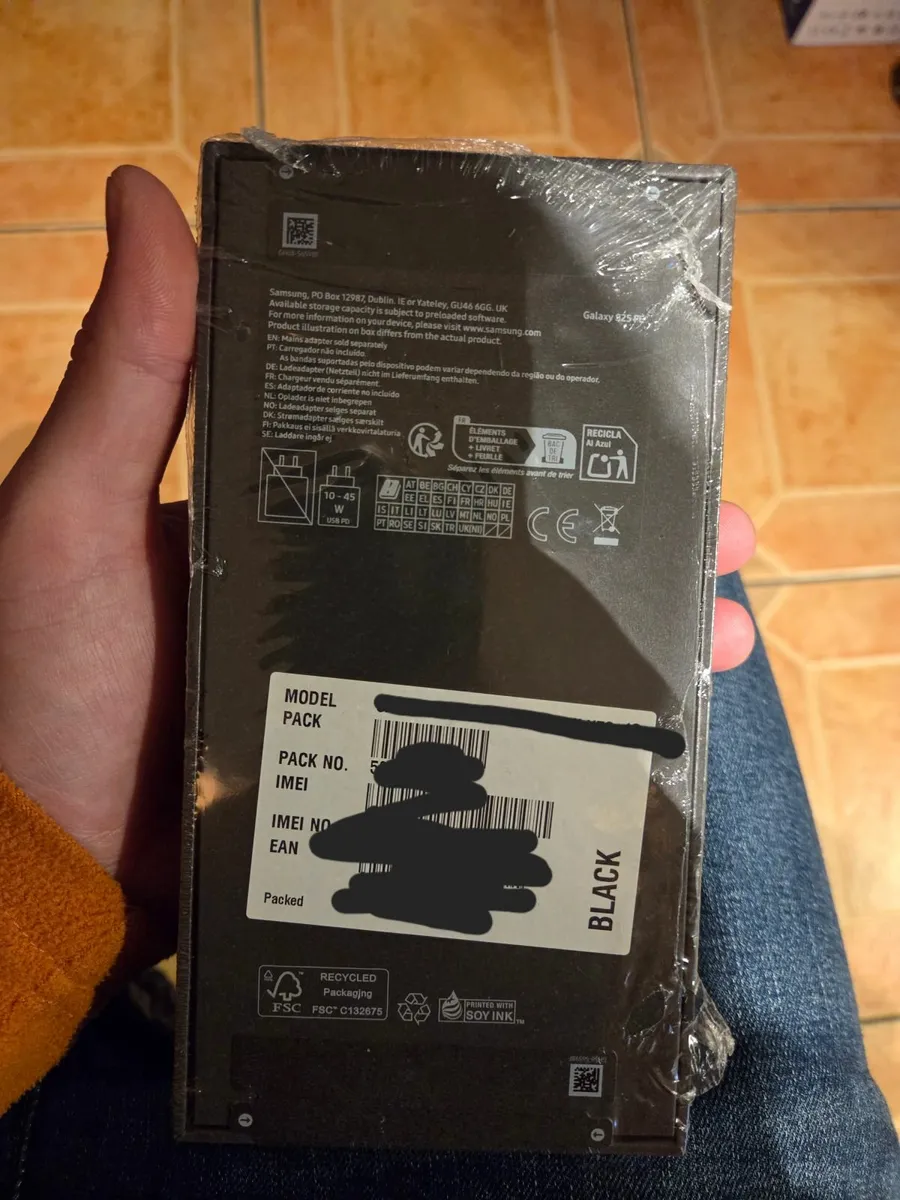 Samsung, PO Box 12987, Dublin. IE or Yateley, GU46 6GG. UK
Available storage capacity is subject to preloaded software.
For more information on your device, please visit www.samsung.com
Product illustration on box differs from the actual product.
Galaxy S25
EN: Mains adapter sold separately
PT: Carregador não incluído.
As bandas suportadas pelo dispositivo podem variar dependendo da região ou do operador.
DE: Ladeadapter (Netzteil) nicht im Lieferumfang enthalten.
FR: Chargeur vendu séparément.
ES: Adaptador de corriente no incluido
NL: Oplader is niet inbegrepen
NO: Ladeadapter selges separat
DK: Strømadapter sælges særskilt
FI: Pakkaus ei sisällä verkkovirtalaturia
SE: Laddare ingår ej
FR
ÉLÉMENTS
D'EMBALLAGE
+ LIVRET
+ FEUILLE
BAC
DE
TRI
Séparez les éléments avant de trier
RECICLA
Al Azul
10 - 45
W
USB PD
AT BE BG CH CY CZ DK DE
EE EL ES FI FR HR HU IE
IS IT LI LT LU LV MT NL NO PL
PT RO SE SI SK TR UK(NI)
CE
MODEL
PACK
PACK NO.
IMEI
IMEI NO
EAN
Packed
BLACK
FSC
RECYCLED
Packaging
FSC™ C132675
PRINTED WITH
SOY INK™